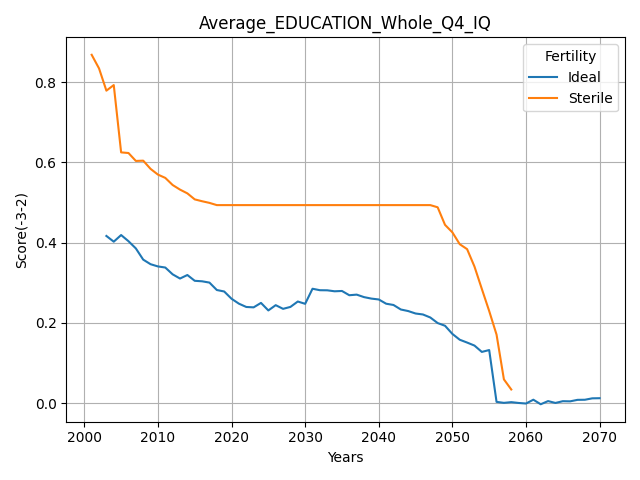 Average_EDUCATION_Whole_Q4_IQ
Fertility
Ideal
Sterile
Score(-3-2)
0.8
0.6
0.4
0.2
0.0
2000 2010 2020 2030 2040 2050 2060 2070
Years